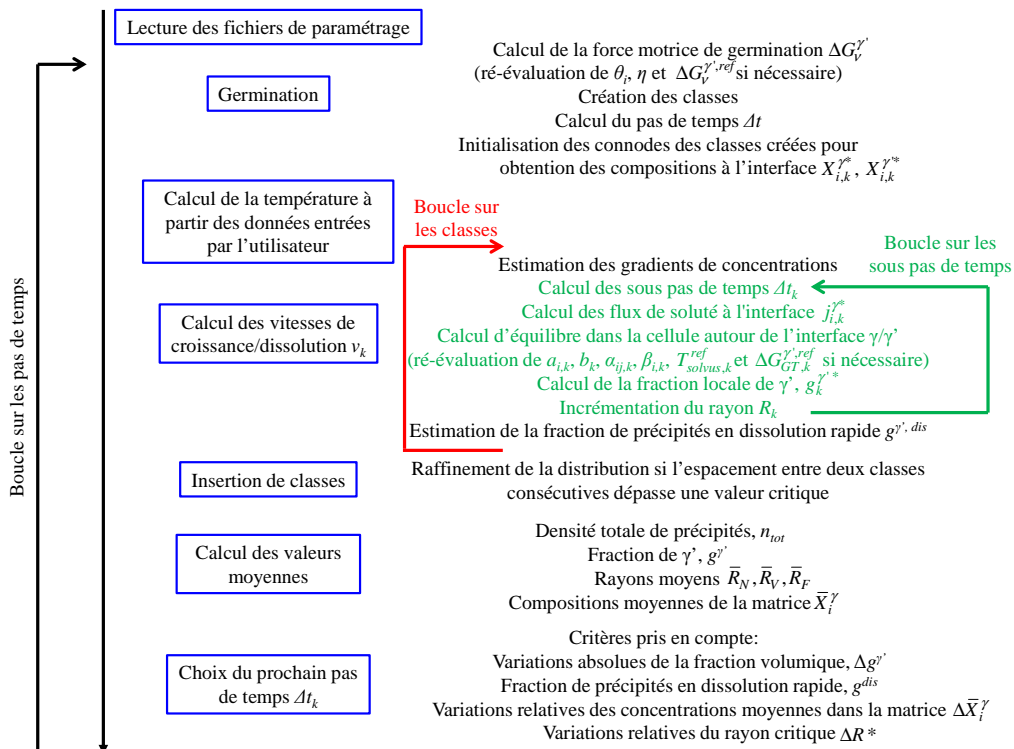 Lecture des fichiers de paramétrage
Germination
Calcul de la force motrice de germination ΔG_v^γ'
(ré-évaluation de θ_i, η et ΔG_v^γ',ref si nécessaire)
Création des classes
Calcul du pas de temps Δt
Initialisation des connodes des classes créées pour
obtention des compositions à l'interface X_i,k^γ*, X_i,k^γ'*
Calcul de la température à
partir des données entrées
par l'utilisateur
Boucle sur
les classes
Boucle sur les
sous pas de temps
Calcul des vitesses de
croissance/dissolution v_k
Estimation des gradients de concentrations
Calcul des sous pas de temps Δt_k
Calcul des flux de soluté à l'interface j_i,k^γ*
Calcul d'équilibre dans la cellule autour de l'interface γ/γ'
(ré-évaluation de a_i,k, b_k, α_ij,k, β_i,k, T_solvus,k^ref et ΔG_GT,k^γ',ref si nécessaire)
Calcul de la fraction locale de γ', g_k^γ'*
Incrémentation du rayon R_k
Estimation de la fraction de précipités en dissolution rapide g^γ', dis
Boucle sur les pas de temps
Insertion de classes
Raffinement de la distribution si l'espacement entre deux classes
consécutives dépasse une valeur critique
Calcul des valeurs
moyennes
Densité totale de précipités, n_tot
Fraction de γ', g^γ'
Rayons moyens R̄_N, R̄_V, R̄_F
Compositions moyennes de la matrice X̄_i^γ
Choix du prochain pas
de temps Δt_k
Critères pris en compte:
Variations absolues de la fraction volumique, Δg^γ'
Fraction de précipités en dissolution rapide, g^dis
Variations relatives des concentrations moyennes dans la matrice ΔX̄_i^γ
Variations relatives du rayon critique ΔR*